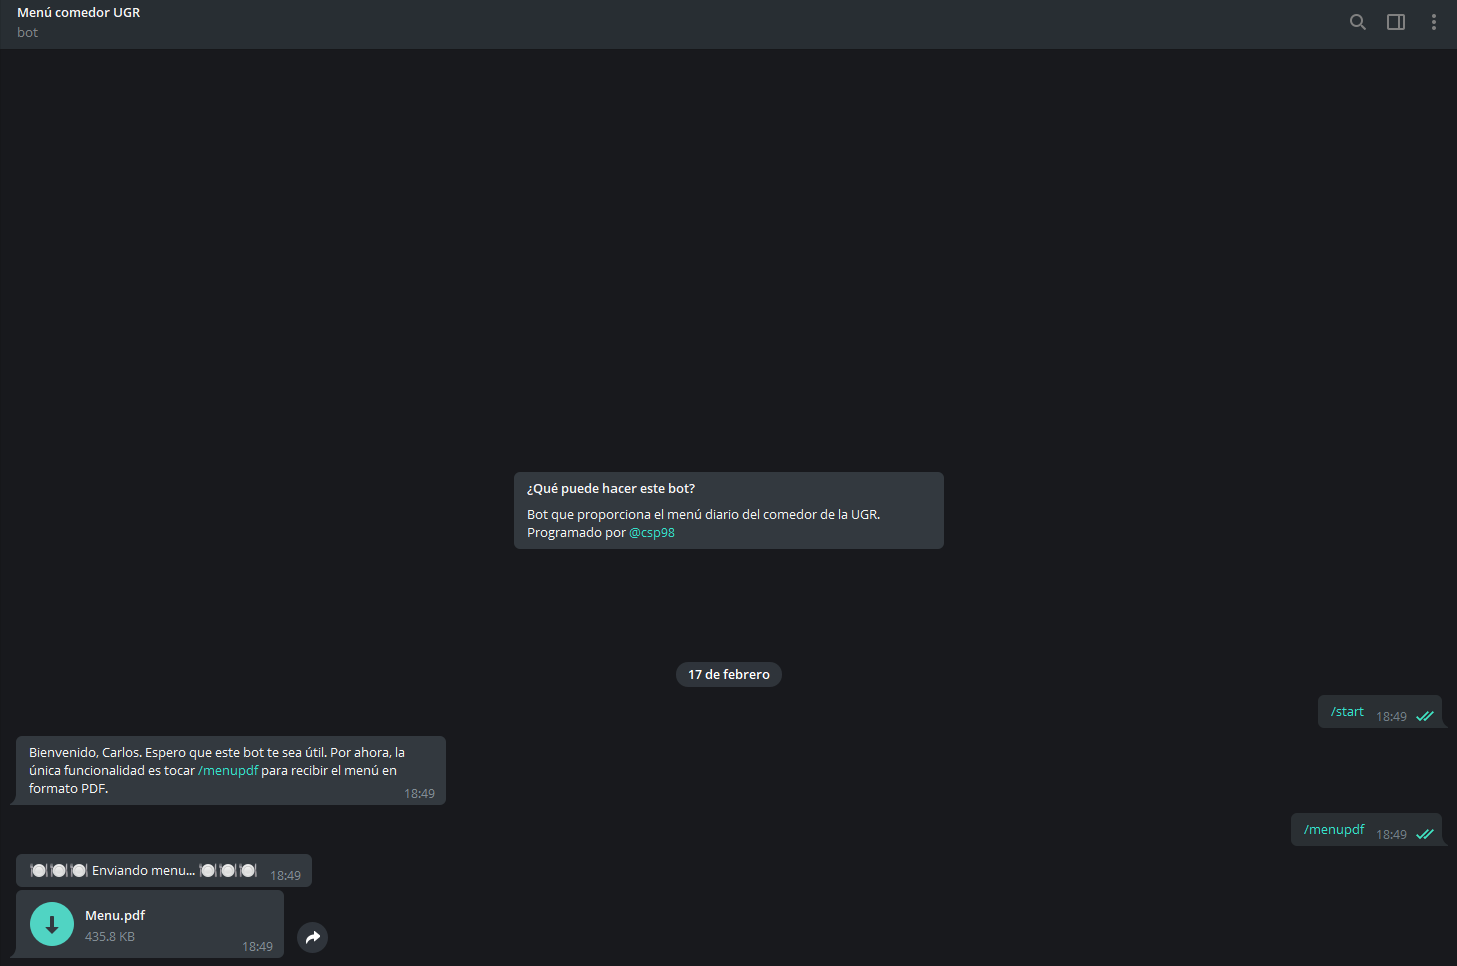 Menú comedor UGR
bot
¿Qué puede hacer este bot?
Bot que proporciona el menú diario del comedor de la UGR.
Programado por @csp98
17 de febrero
/start 18:49
Bienvenido, Carlos. Espero que este bot te sea útil. Por ahora, la
única funcionalidad es tocar /menupdf para recibir el menú en
formato PDF. 18:49
/menupdf 18:49
🍽🍽🍽 Enviando menu... 🍽🍽🍽 18:49
Menu.pdf
435.8 KB
18:49